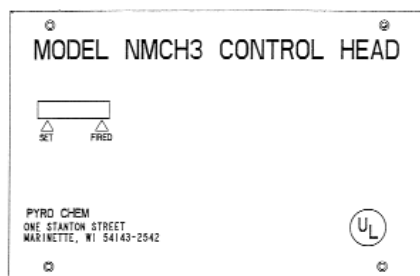 MODEL NMCH3 CONTROL HEAD
SET FIRED
PYRO CHEM
ONE STANTON STREET
MARINETTE, WI 54143-2542
UL